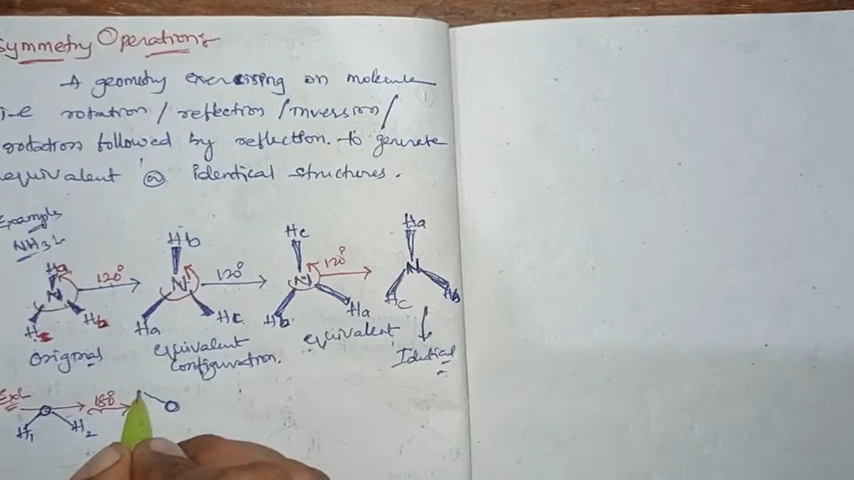 Symmetry Operations
A geometry exercising on molecule
i-e rotation / reflection / inversion /
rotation followed by reflection. to generate
equivalent @ identical structures.
Example
NH3
Ha Hb Hc Ha
120° 120° 120°
N N N N
Hb Ha Hc Hb Ha Hc Hb
Original equivalent configuration. equivalent Identical
Ex
180°
H1 H2